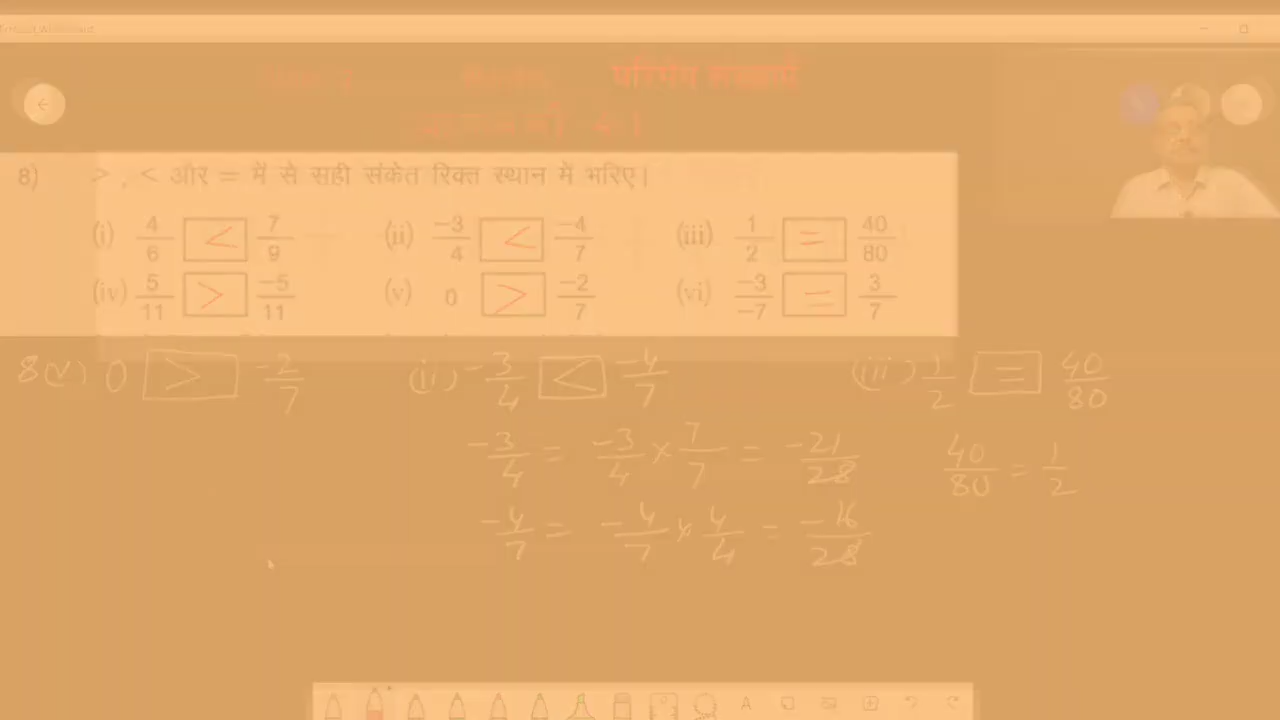 परिमेय संख्याएँ
8) > , < और = में से सही संकेत रिक्त स्थान में भरिए।
(i) 4/6 < 7/9 (ii) -3/4 < -4/7 (iii) 1/2 = 40/80
(iv) 5/11 > -5/11 (v) 0 > -2/7 (vi) -3/-7 = 3/7
8(v) 0 > -2/7 (ii) -3/4 < -4/7 (iii) 1/2 = 40/80
-3/4 = -3/4 × 7/7 = -21/28 40/80 = 1/2
-4/7 = -4/7 × 4/4 = -16/28